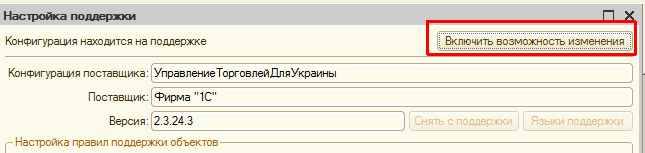 Настройка поддержки
Конфигурация находится на поддержке Включить возможность изменения
Конфигурация поставщика: УправлениеТорговлейДляУкраины
Поставщик: Фирма "1С"
Версия: 2.3.24.3 Снять с поддержки Языки поддержки
Настройка правил поддержки объектов